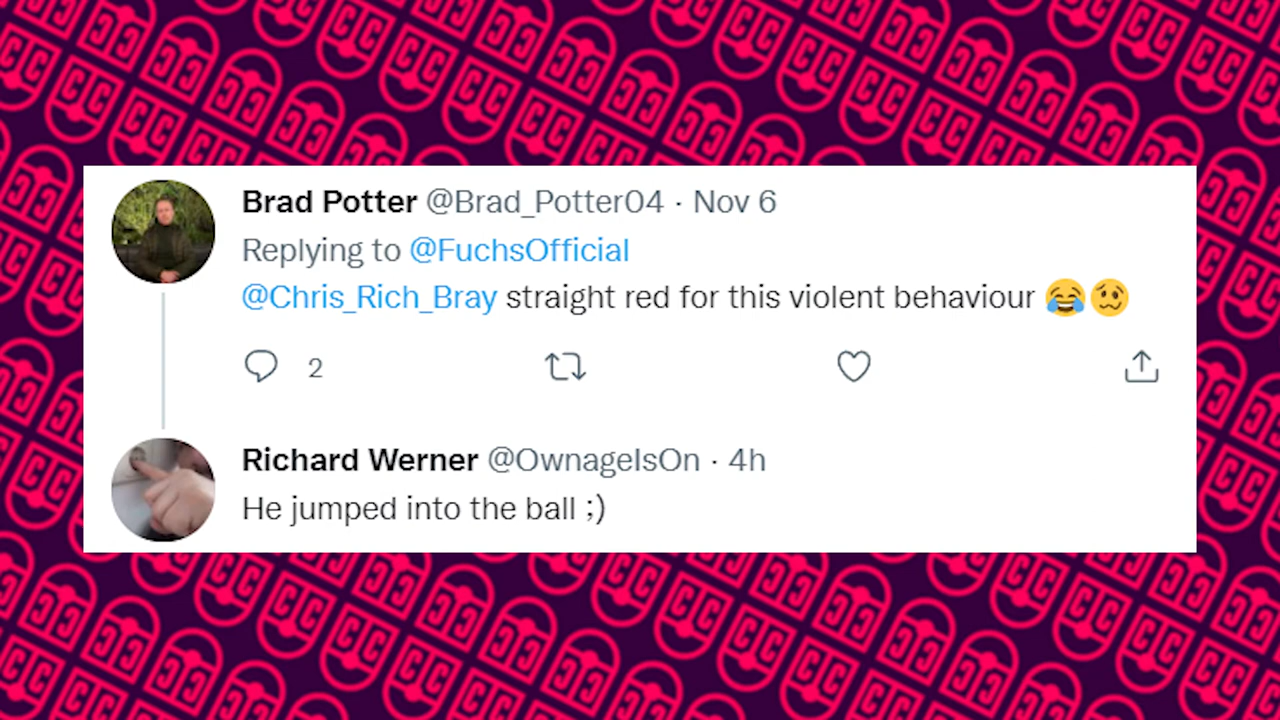 Brad Potter @Brad_Potter04 · Nov 6
Replying to @FuchsOfficial
@Chris_Rich_Bray straight red for this violent behaviour 😂🥴
2
Richard Werner @OwnageIsOn · 4h
He jumped into the ball ;)